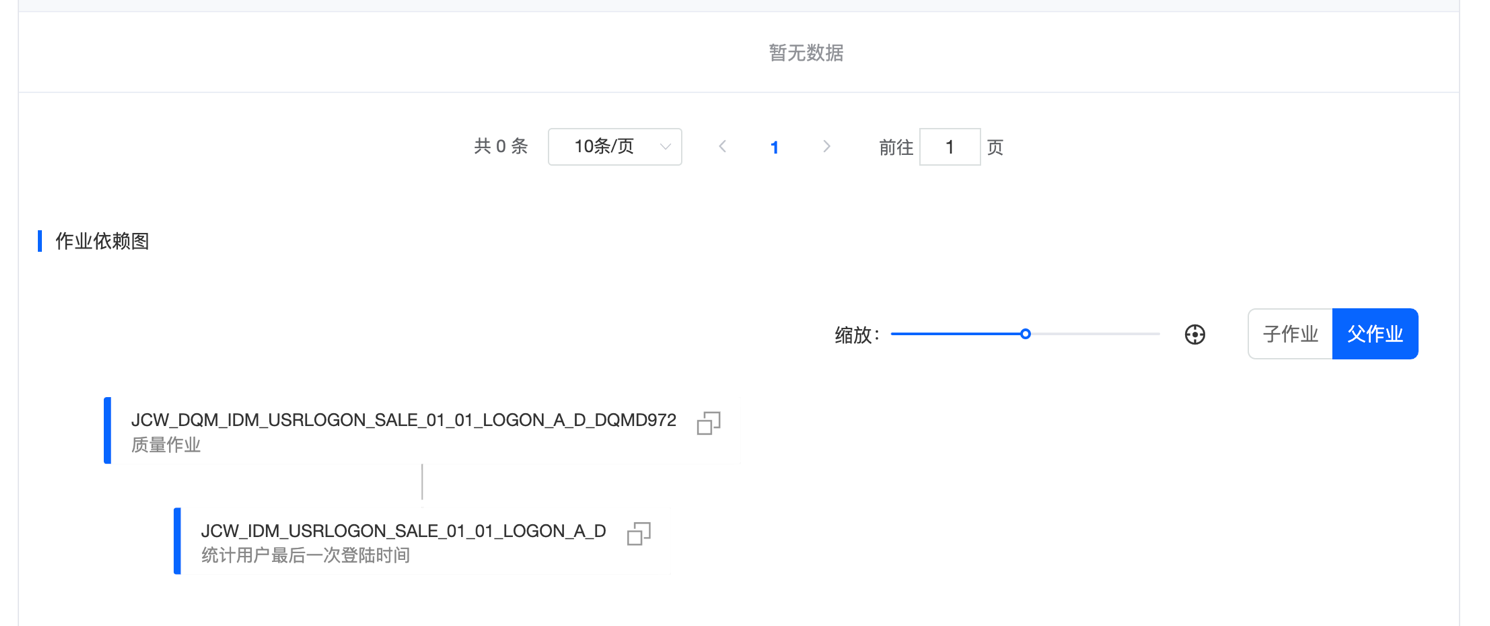 暂无数据
共 0 条 10条/页 1 前往 1 页
作业依赖图
缩放： 子作业 父作业
JCW_DQM_IDM_USRLOGON_SALE_01_01_LOGON_A_D_DQMD972
质量作业
JCW_IDM_USRLOGON_SALE_01_01_LOGON_A_D
统计用户最后一次登陆时间